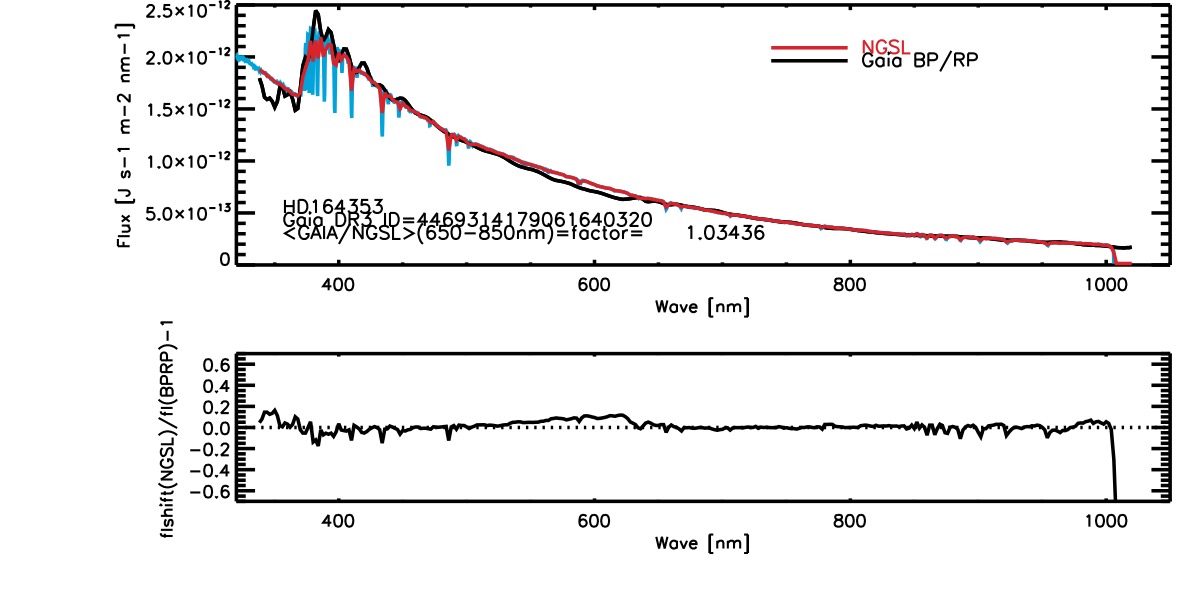 2.5×10⁻¹²
2.0×10⁻¹²
1.5×10⁻¹²
1.0×10⁻¹²
5.0×10⁻¹³
0
Flux [J s−1 m−2 nm−1]
NGSL
Gaia BP/RP
HD164353
Gaia DR3 ID=4469314179061640320
<GAIA/NGSL>(650−850nm)=factor= 1.03436
400 600 800 1000
Wave [nm]
0.6
0.4
0.2
0.0
−0.2
−0.4
−0.6
flshift(NGSL)/fl(BPRP)−1
400 600 800 1000
Wave [nm]